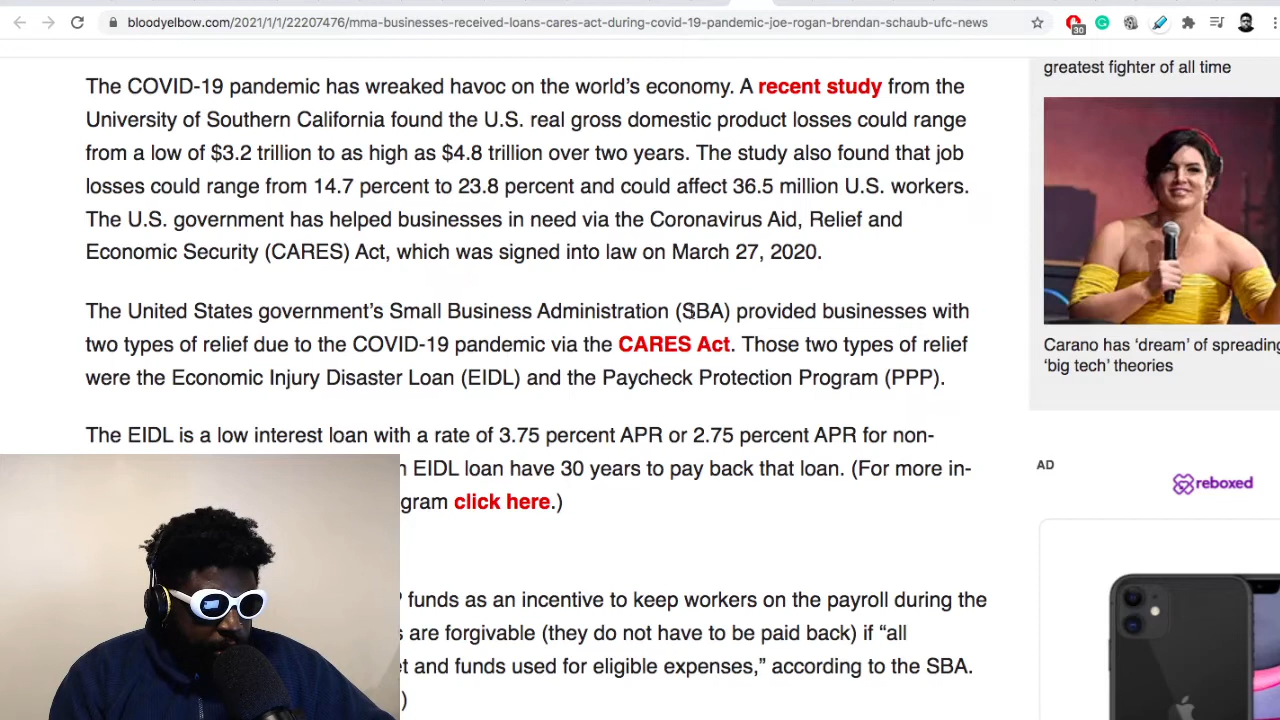 bloodyelbow.com/2021/1/1/22207476/mma-businesses-received-loans-cares-act-during-covid-19-pandemic-joe-rogan-brendan-schaub-ufc-news
30
The COVID-19 pandemic has wreaked havoc on the world’s economy. A recent study from the
University of Southern California found the U.S. real gross domestic product losses could range
from a low of $3.2 trillion to as high as $4.8 trillion over two years. The study also found that job
losses could range from 14.7 percent to 23.8 percent and could affect 36.5 million U.S. workers.
The U.S. government has helped businesses in need via the Coronavirus Aid, Relief and
Economic Security (CARES) Act, which was signed into law on March 27, 2020.
The United States government’s Small Business Administration (SBA) provided businesses with
two types of relief due to the COVID-19 pandemic via the CARES Act. Those two types of relief
were the Economic Injury Disaster Loan (EIDL) and the Paycheck Protection Program (PPP).
The EIDL is a low interest loan with a rate of 3.75 percent APR or 2.75 percent APR for non-
EIDL loan have 30 years to pay back that loan. (For more in-
gram click here.)
funds as an incentive to keep workers on the payroll during the
are forgivable (they do not have to be paid back) if “all
and funds used for eligible expenses,” according to the SBA.
)
greatest fighter of all time
Carano has ‘dream’ of spreading
‘big tech’ theories
AD
reboxed